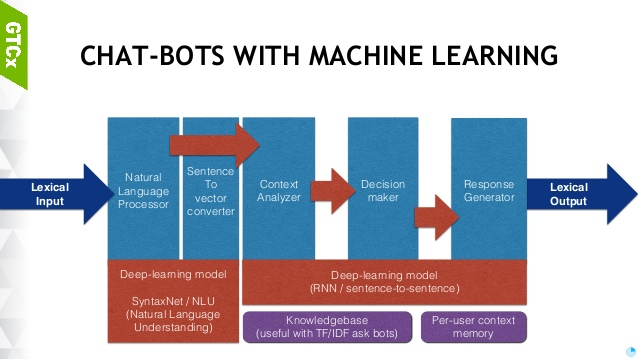 GTCx
CHAT-BOTS WITH MACHINE LEARNING
Lexical
Input
Natural
Language
Processor
Sentence
To
vector
converter
Context
Analyzer
Decision
maker
Response
Generator
Lexical
Output
Deep-learning model
SyntaxNet / NLU
(Natural Language
Understanding)
Deep-learning model
(RNN / sentence-to-sentence)
Knowledgebase
(useful with TF/IDF ask bots)
Per-user context
memory